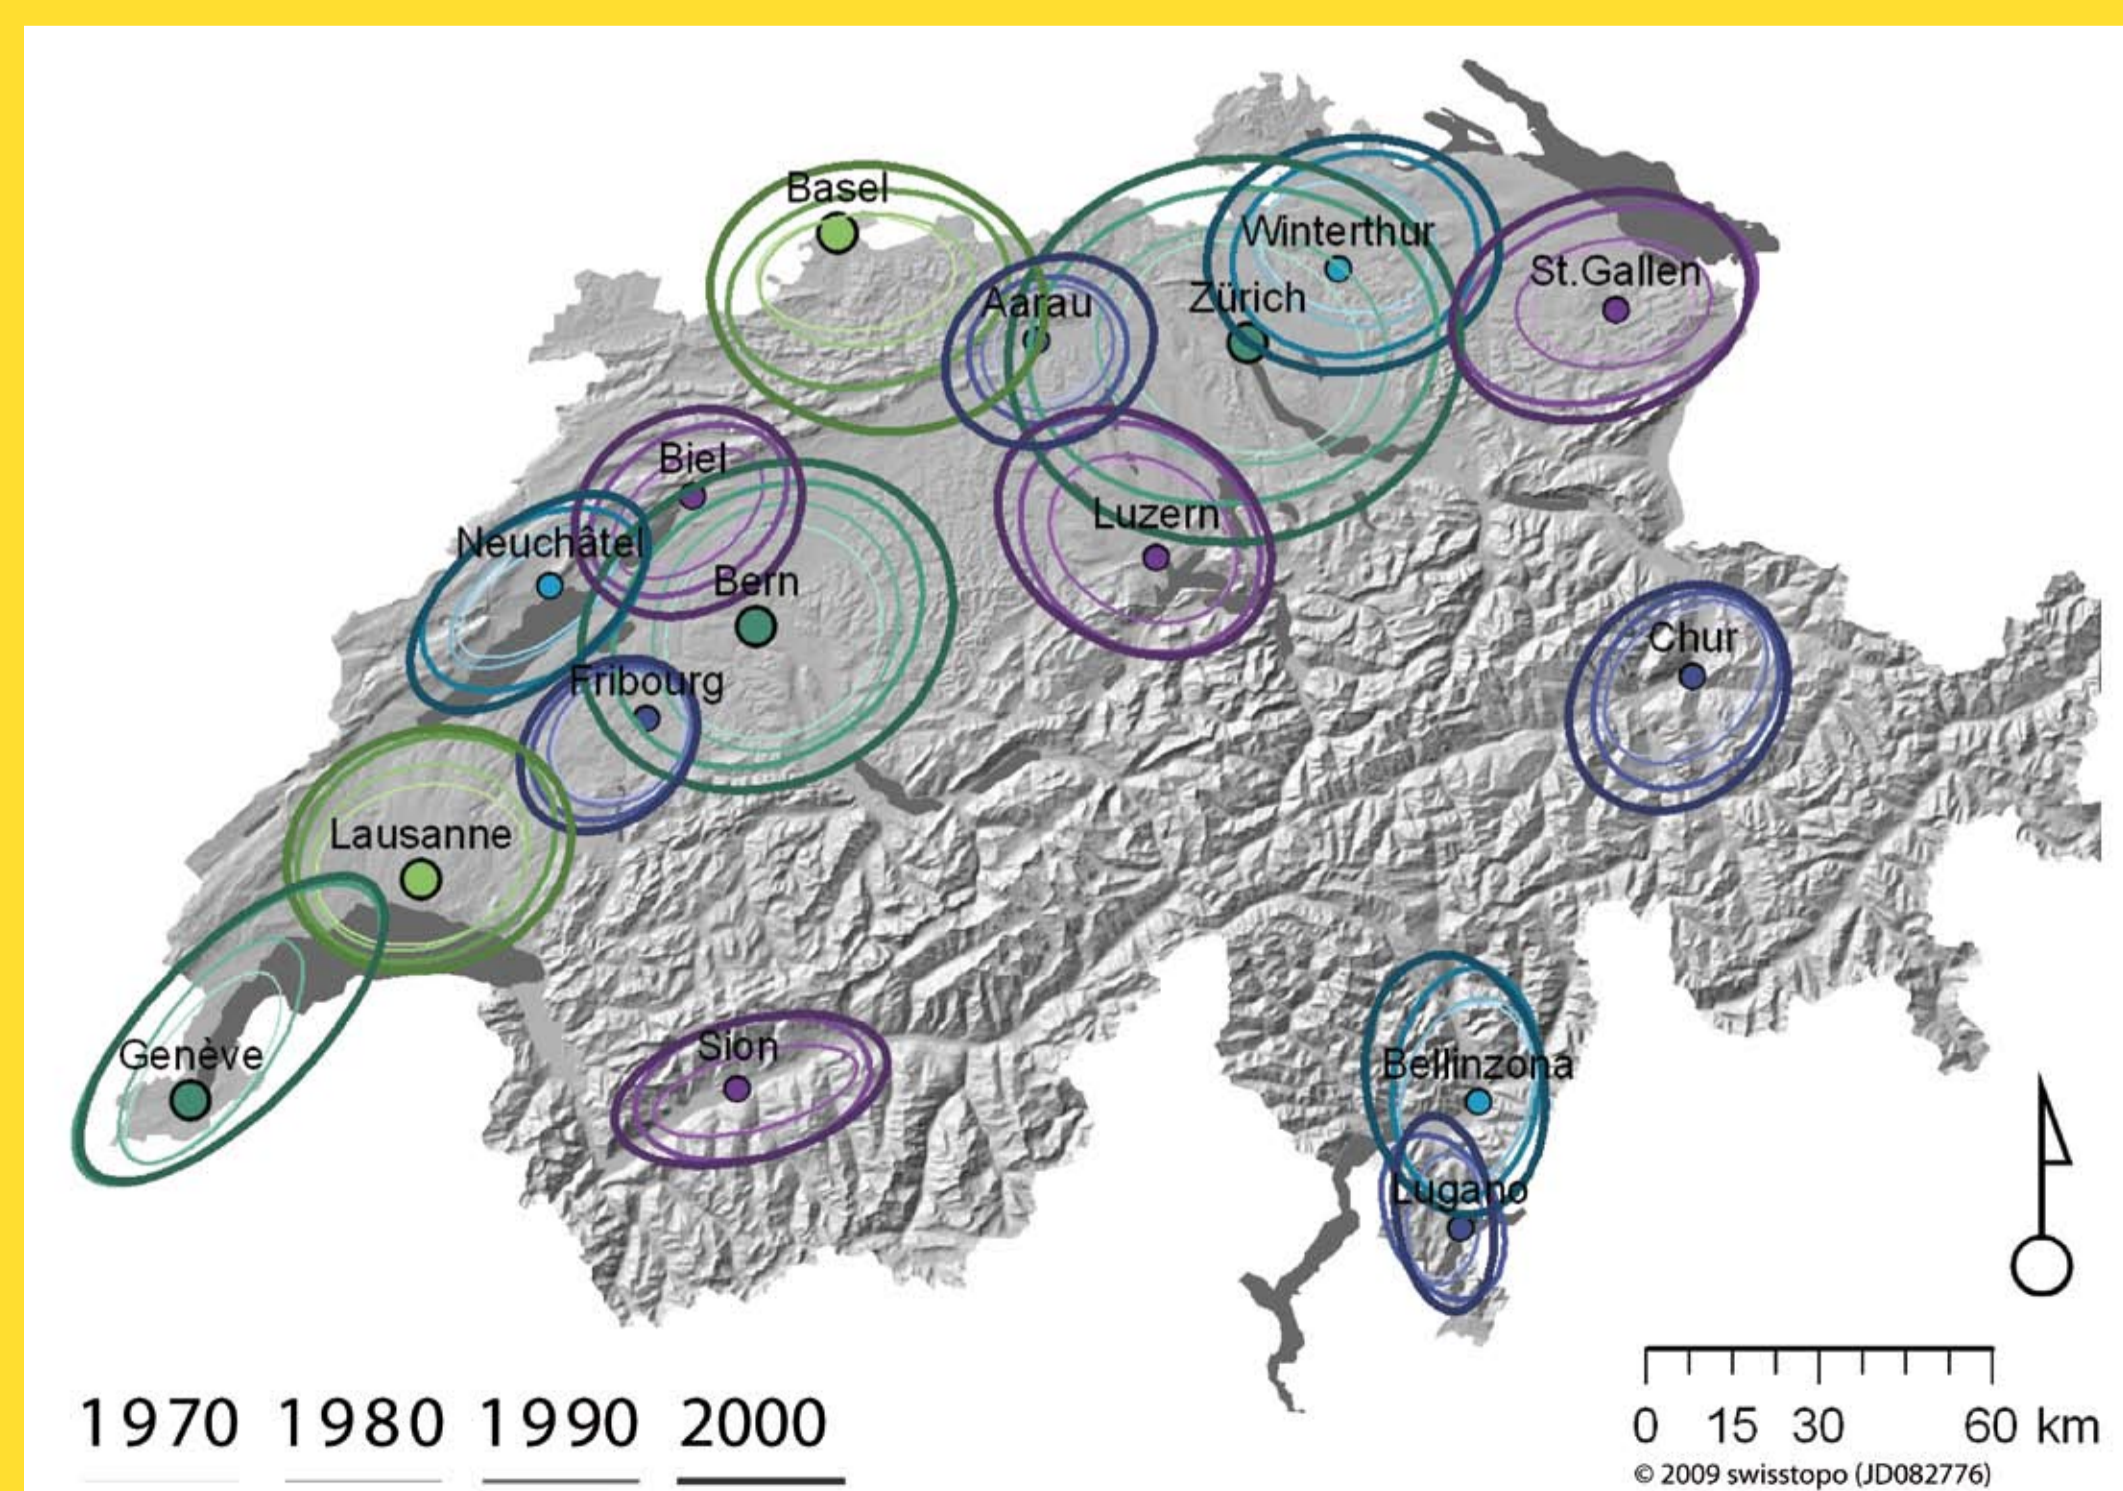 Basel
Winterthur
St.Gallen
Zürich
Aarau
Biel
Luzern
Neuchâtel
Bern
Chur
Fribourg
Lausanne
Genève
Sion
Bellinzona
Lugano
1970 1980 1990 2000
0 15 30 60 km
© 2009 swisstopo (JD082776)